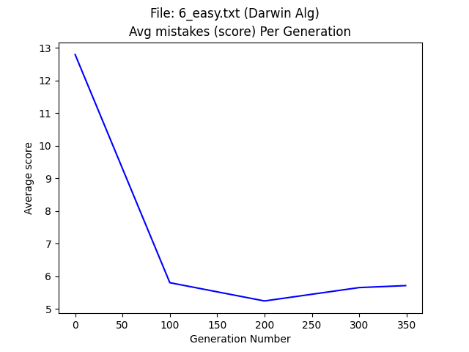 File: 6_easy.txt (Darwin Alg)
Avg mistakes (score) Per Generation
13
12
11
10
9
8
7
6
5
Average score
0 50 100 150 200 250 300 350
Generation Number